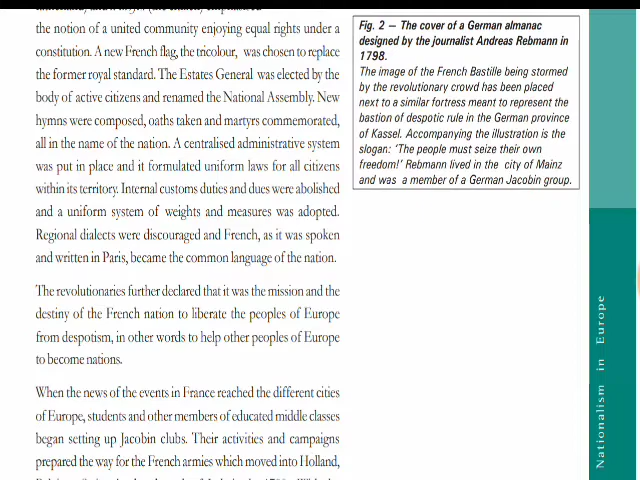 the notion of a united community enjoying equal rights under a
constitution. A new French flag, the tricolour, was chosen to replace
the former royal standard. The Estates General was elected by the
body of active citizens and renamed the National Assembly. New
hymns were composed, oaths taken and martyrs commemorated,
all in the name of the nation. A centralised administrative system
was put in place and it formulated uniform laws for all citizens
within its territory. Internal customs duties and dues were abolished
and a uniform system of weights and measures was adopted.
Regional dialects were discouraged and French, as it was spoken
and written in Paris, became the common language of the nation.
The revolutionaries further declared that it was the mission and the
destiny of the French nation to liberate the peoples of Europe
from despotism, in other words to help other peoples of Europe
to become nations.
When the news of the events in France reached the different cities
of Europe, students and other members of educated middle classes
began setting up Jacobin clubs. Their activities and campaigns
prepared the way for the French armies which moved into Holland,
Fig. 2 — The cover of a German almanac
designed by the journalist Andreas Rebmann in
1798.
The image of the French Bastille being stormed
by the revolutionary crowd has been placed
next to a similar fortress meant to represent the
bastion of despotic rule in the German province
of Kassel. Accompanying the illustration is the
slogan: ‘The people must seize their own
freedom!’ Rebmann lived in the city of Mainz
and was a member of a German Jacobin group.
Nationalism in Europe